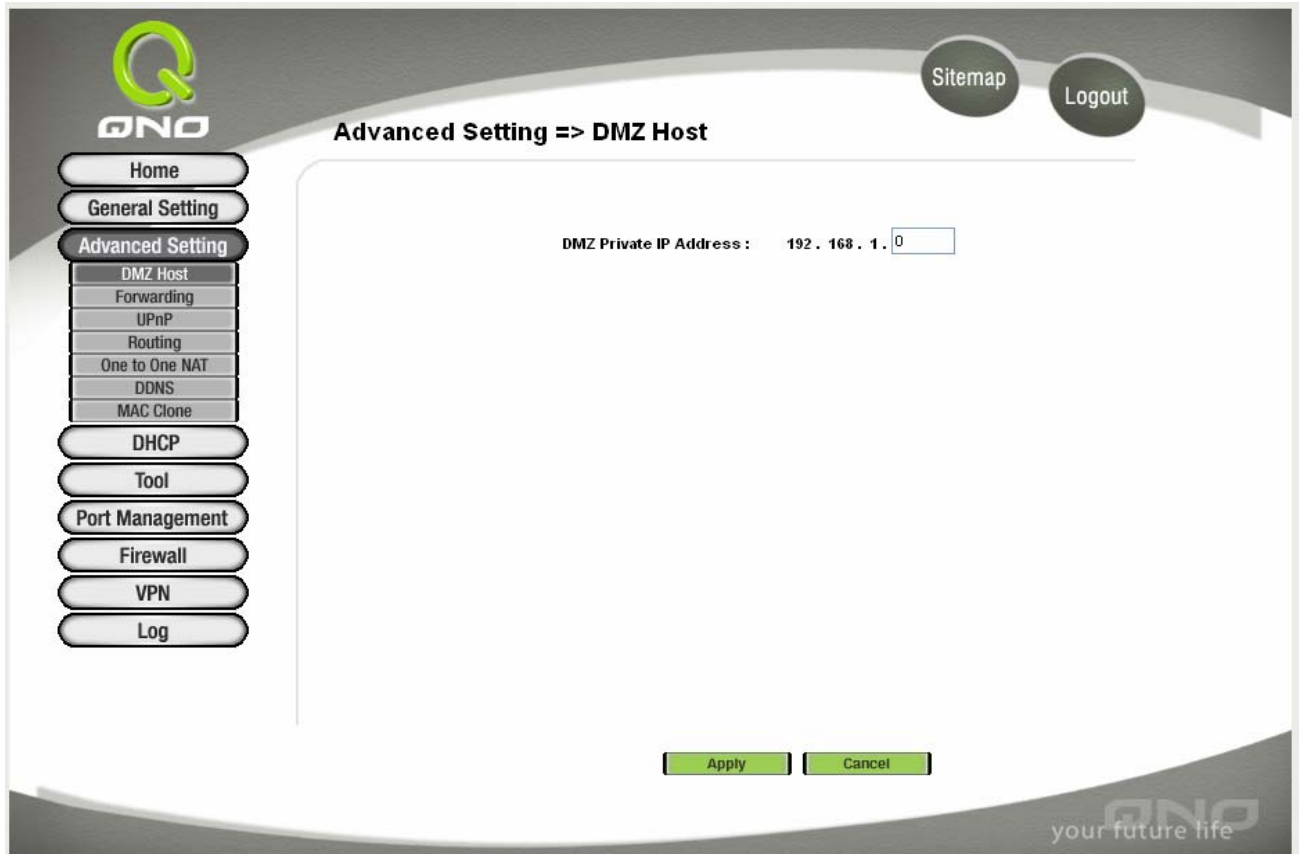 QNO
Sitemap
Logout
Advanced Setting => DMZ Host
Home
General Setting
Advanced Setting
DMZ Host
Forwarding
UPnP
Routing
One to One NAT
DDNS
MAC Clone
DHCP
Tool
Port Management
Firewall
VPN
Log
DMZ Private IP Address : 192 . 168 . 1 . 0
Apply
Cancel
QNO
your future life